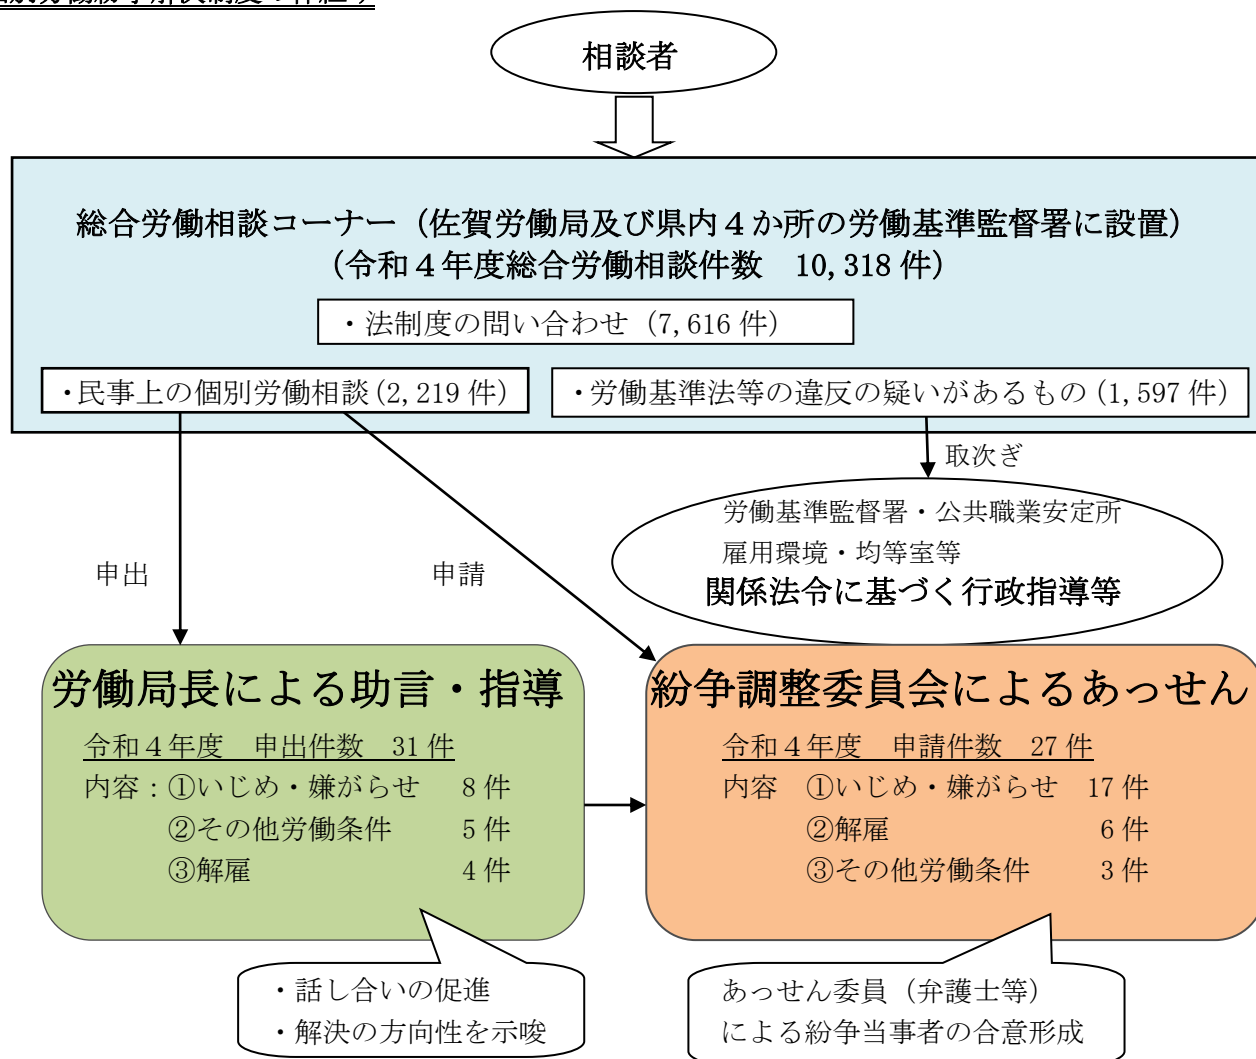 相談者
総合労働相談コーナー（佐賀労働局及び県内４か所の労働基準監督署に設置）
（令和４年度総合労働相談件数　10,318 件）
・法制度の問い合わせ（7,616 件）
・民事上の個別労働相談（2,219 件）
・労働基準法等の違反の疑いがあるもの（1,597 件）
取次ぎ
労働基準監督署・公共職業安定所
雇用環境・均等室等
関係法令に基づく行政指導等
申出
申請
労働局長による助言・指導
令和４年度　申出件数　31 件
内容：①いじめ・嫌がらせ　8 件
②その他労働条件　5 件
③解雇　4 件
紛争調整委員会によるあっせん
令和４年度　申請件数　27 件
内容　①いじめ・嫌がらせ　17 件
②解雇　6 件
③その他労働条件　3 件
・話し合いの促進
・解決の方向性を示唆
あっせん委員（弁護士等）
による紛争当事者の合意形成